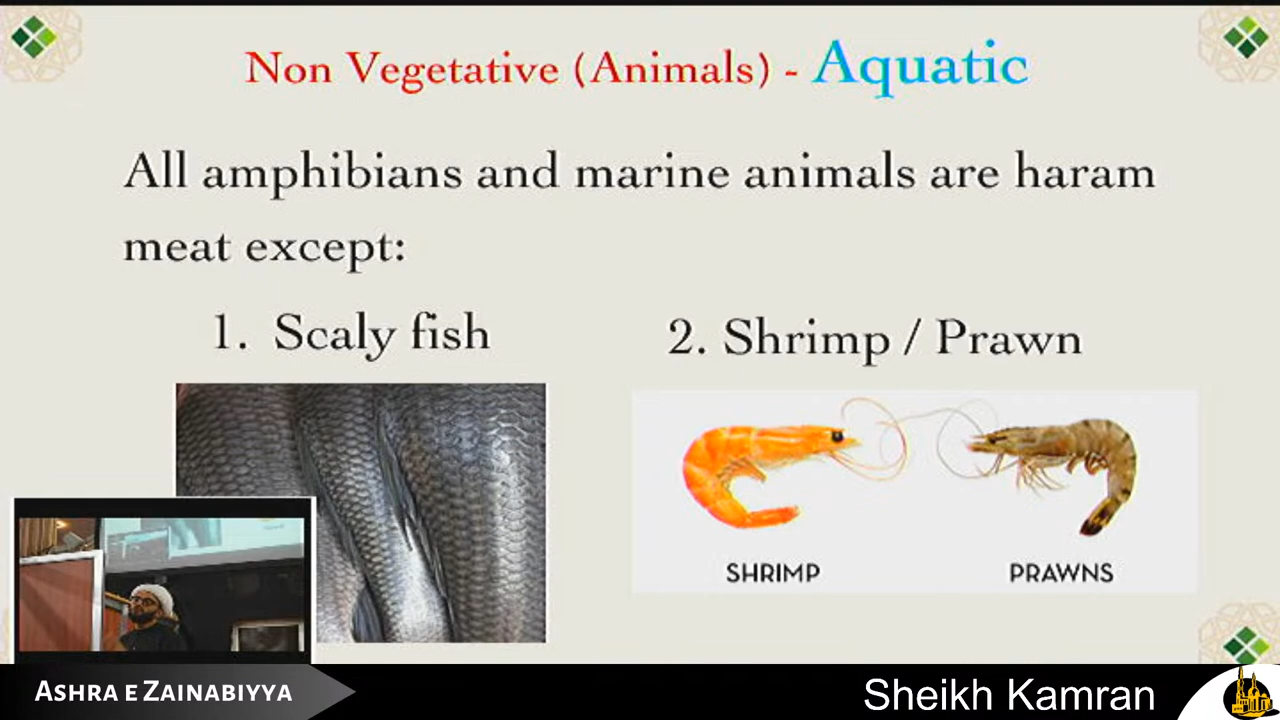 Non Vegetative (Animals) - Aquatic
All amphibians and marine animals are haram
meat except:
1. Scaly fish
2. Shrimp / Prawn
SHRIMP
PRAWNS
ASHRA E ZAINABIYYA
Sheikh Kamran